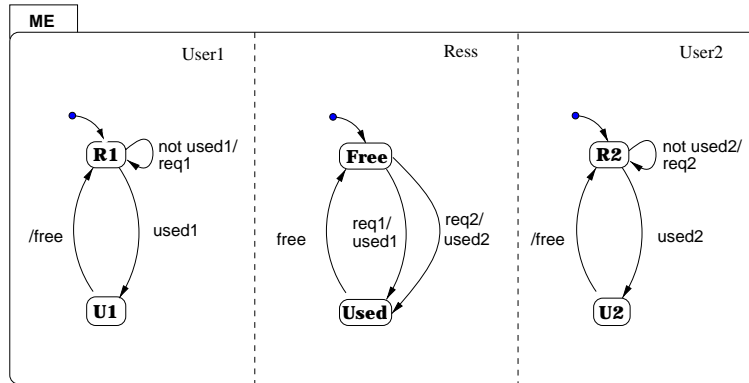 ME
User1
Ress
User2
R1
not used1/
req1
/free
used1
U1
Free
free
req1/
used1
req2/
used2
Used
R2
not used2/
req2
/free
used2
U2